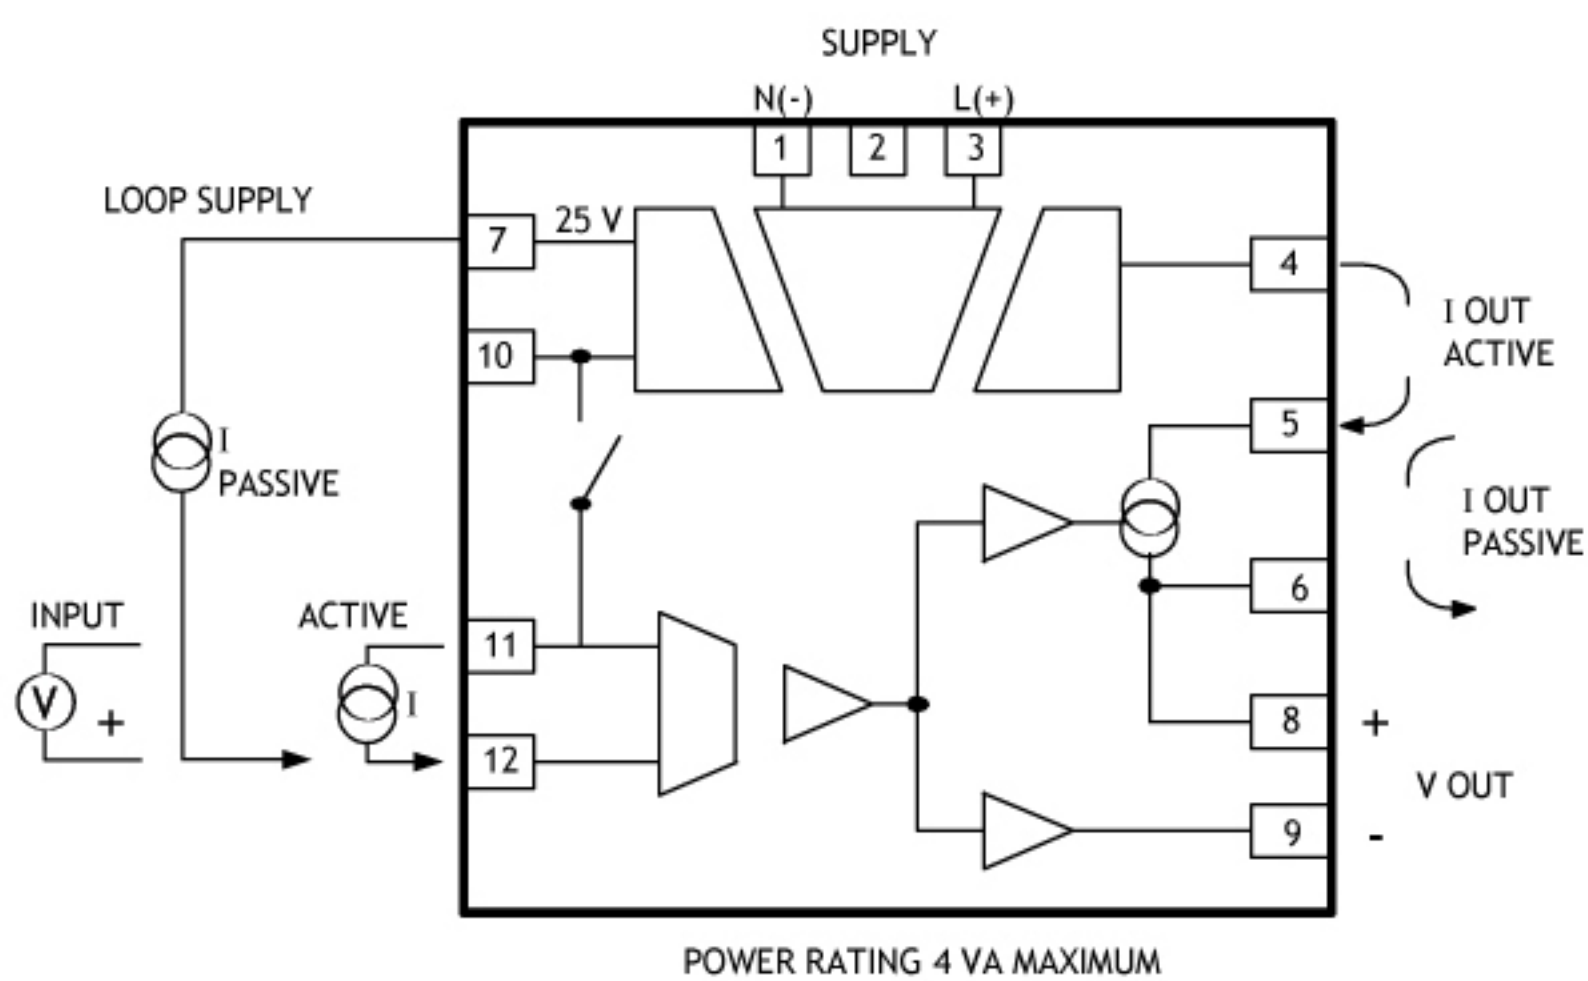 SUPPLY
N(-) L(+)
1 2 3
LOOP SUPPLY
7 25 V
4
I OUT
ACTIVE
10
5
I
PASSIVE
I OUT
PASSIVE
6
INPUT ACTIVE
11
V + I
8 +
12
V OUT
9 -
POWER RATING 4 VA MAXIMUM